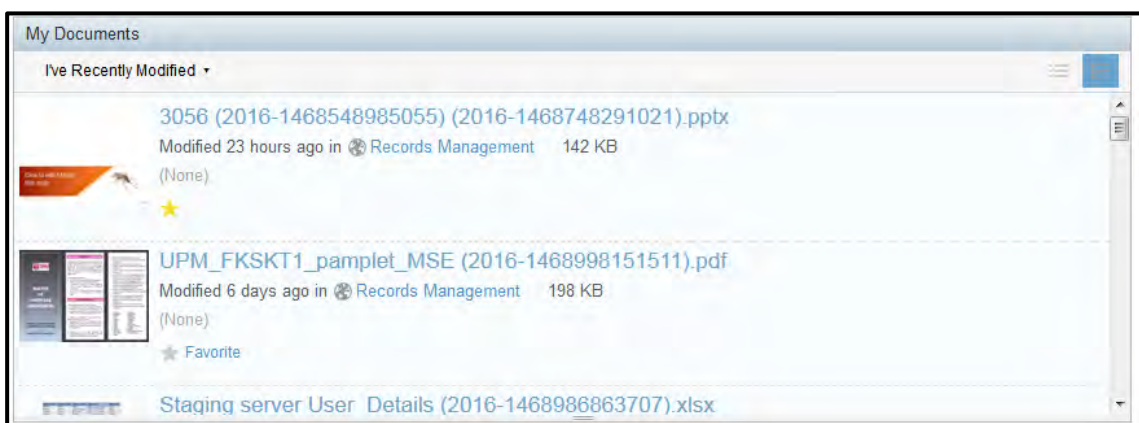 My Documents
I've Recently Modified
3056 (2016-1468548985055) (2016-1468748291021).pptx
Modified 23 hours ago in Records Management 142 KB
(None)
UPM_FKSKT1_pamplet_MSE (2016-1468998151511).pdf
Modified 6 days ago in Records Management 198 KB
(None)
Favorite
Staging server User_Details (2016-1468986863707).xlsx